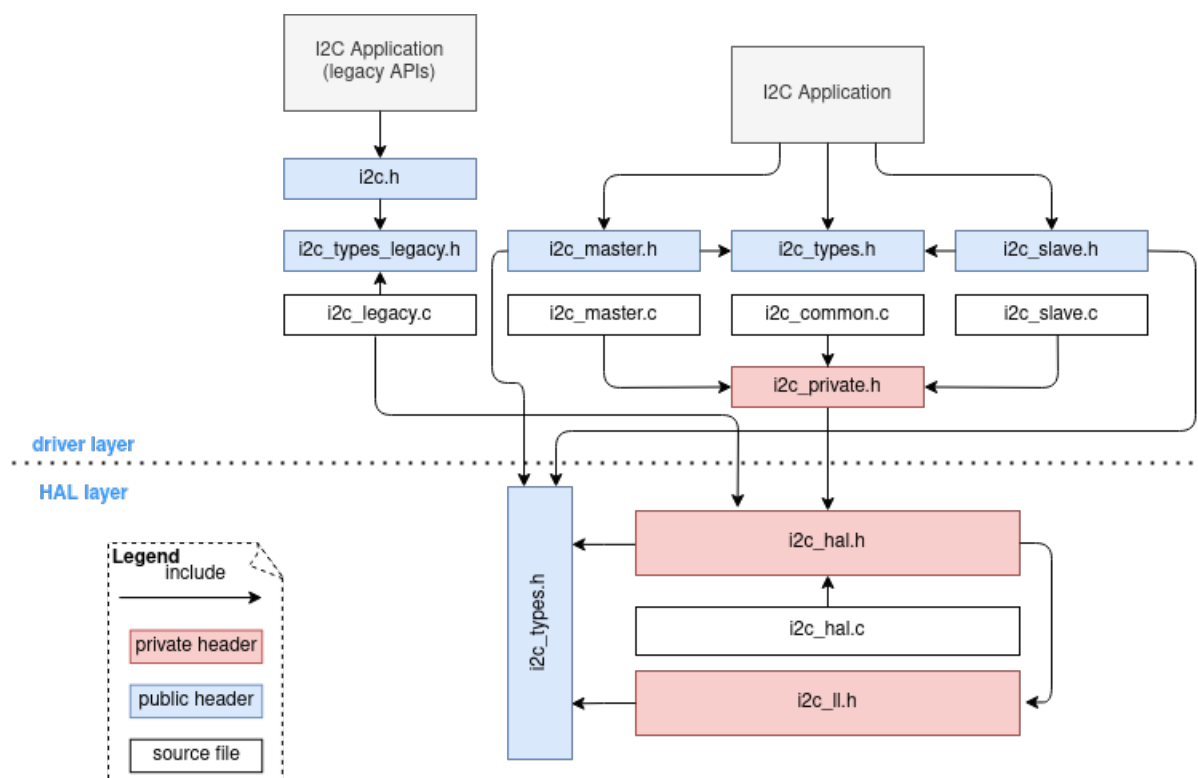 I2C Application
(legacy APIs)
I2C Application
i2c.h
i2c_types_legacy.h
i2c_master.h
i2c_types.h
i2c_slave.h
i2c_legacy.c
i2c_master.c
i2c_common.c
i2c_slave.c
i2c_private.h
driver layer
HAL layer
i2c_types.h
i2c_hal.h
i2c_hal.c
i2c_ll.h
Legend
include
private header
public header
source file